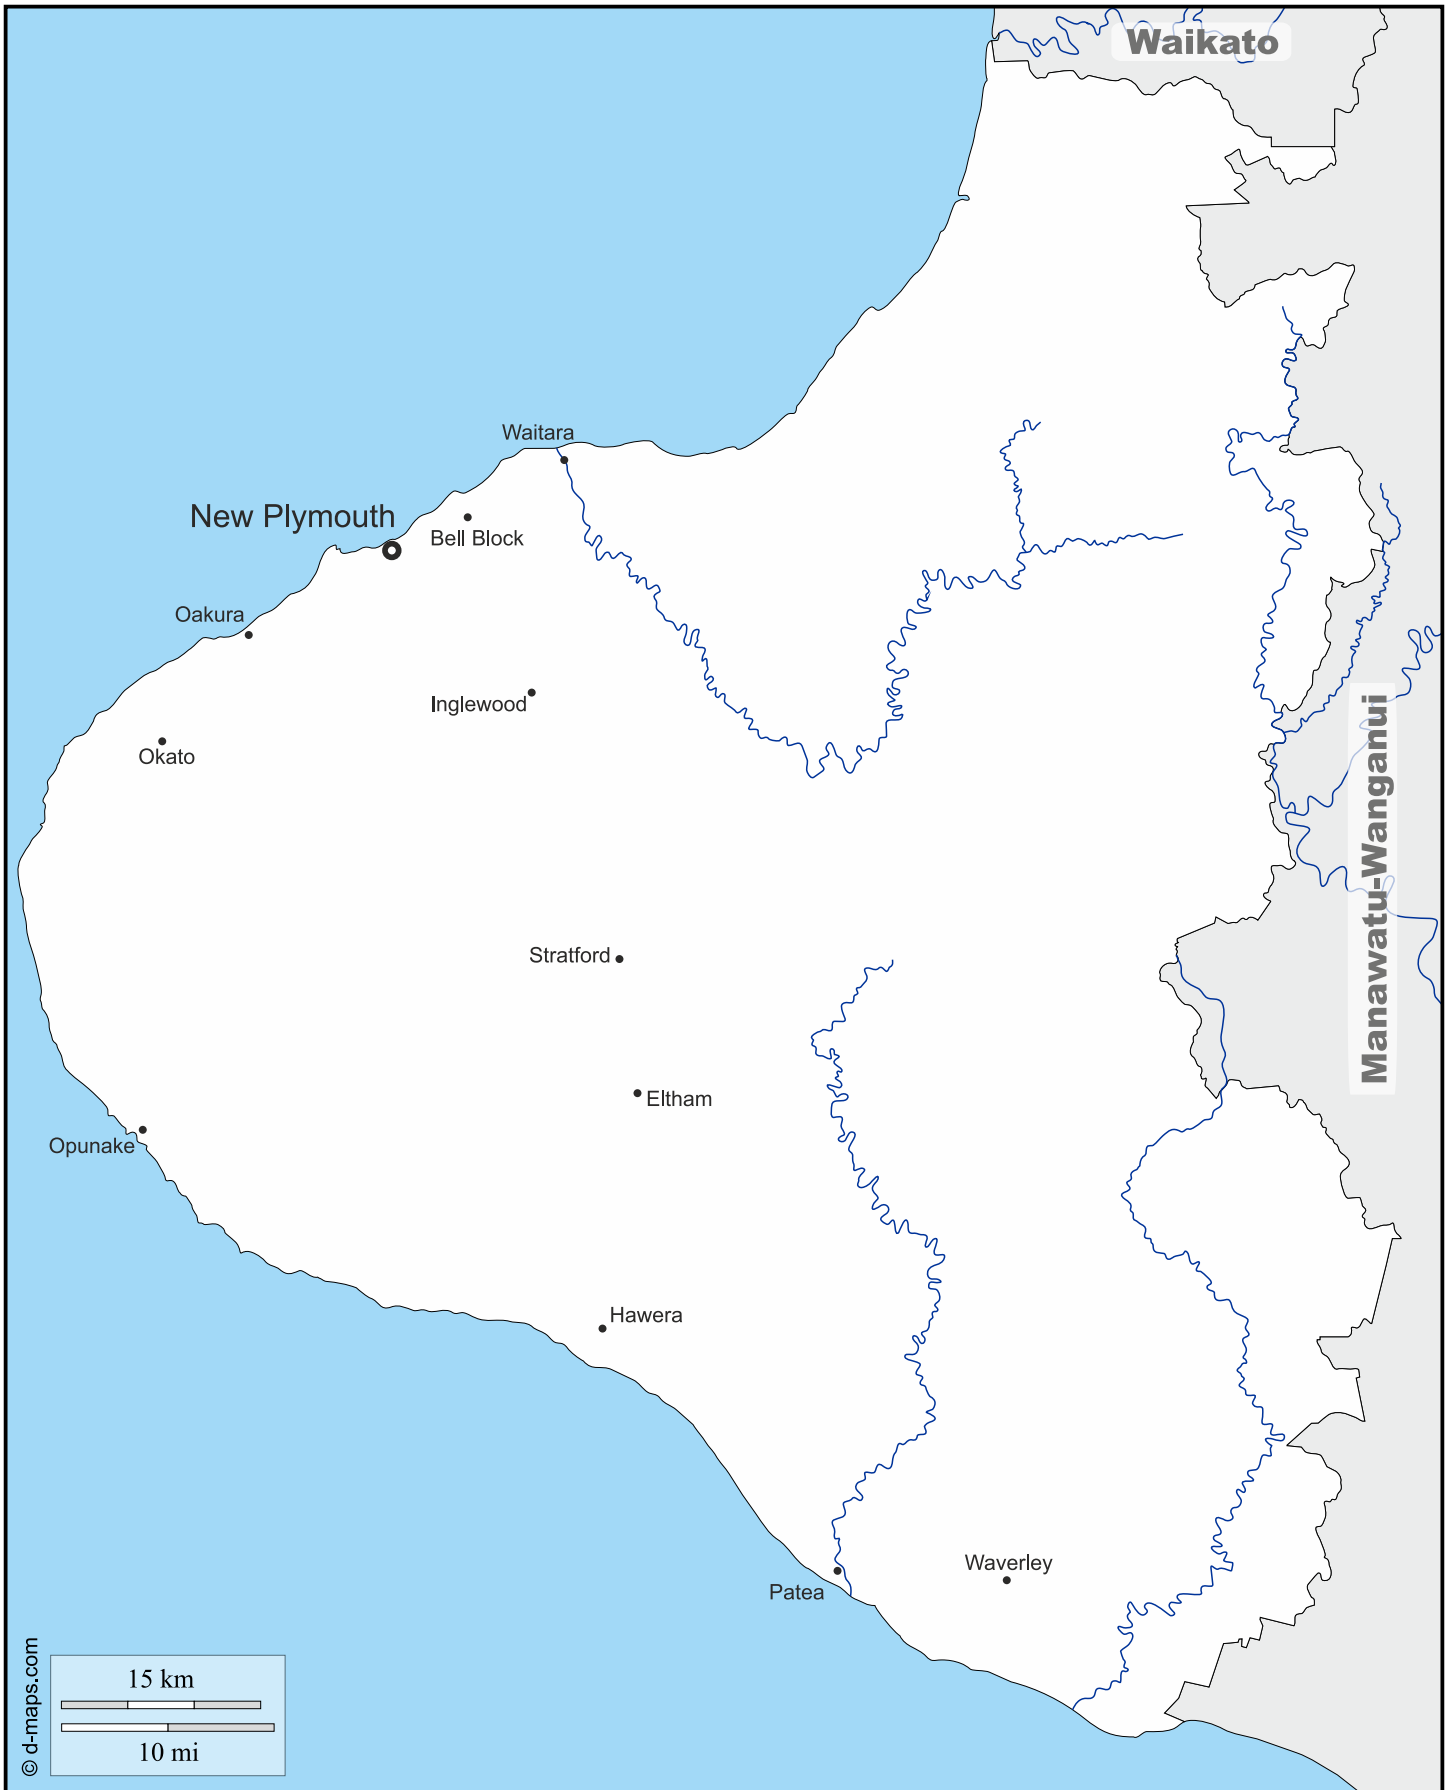 Waikato
Waitara
New Plymouth
Bell Block
Oakura
Inglewood
Okato
Manawatu-Wanganui
Stratford
Eltham
Opunake
Hawera
Waverley
Patea
15 km
10 mi
© d-maps.com